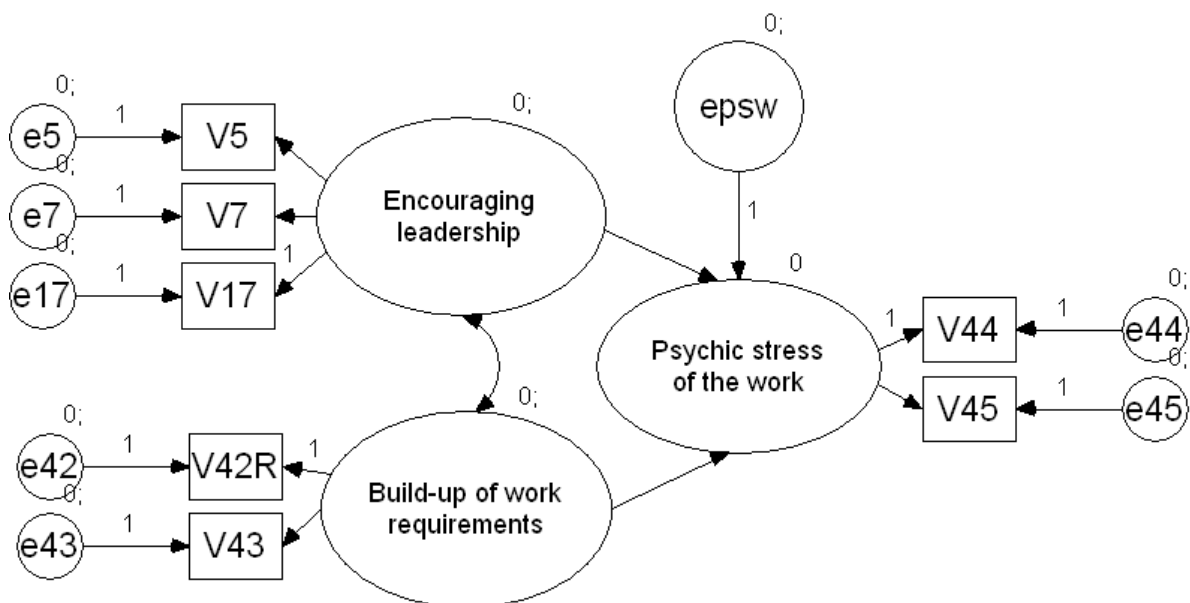 0;
epsw
1
0;
e5
1
V5
0;
e7
1
V7
0;
e17
1
V17
1
0;
Encouraging
leadership
0
Psychic stress
of the work
1
V44
1
0;
e44
V45
1
0;
e45
0;
e42
1
V42R
1
0;
e43
1
V43
0;
Build-up of work
requirements